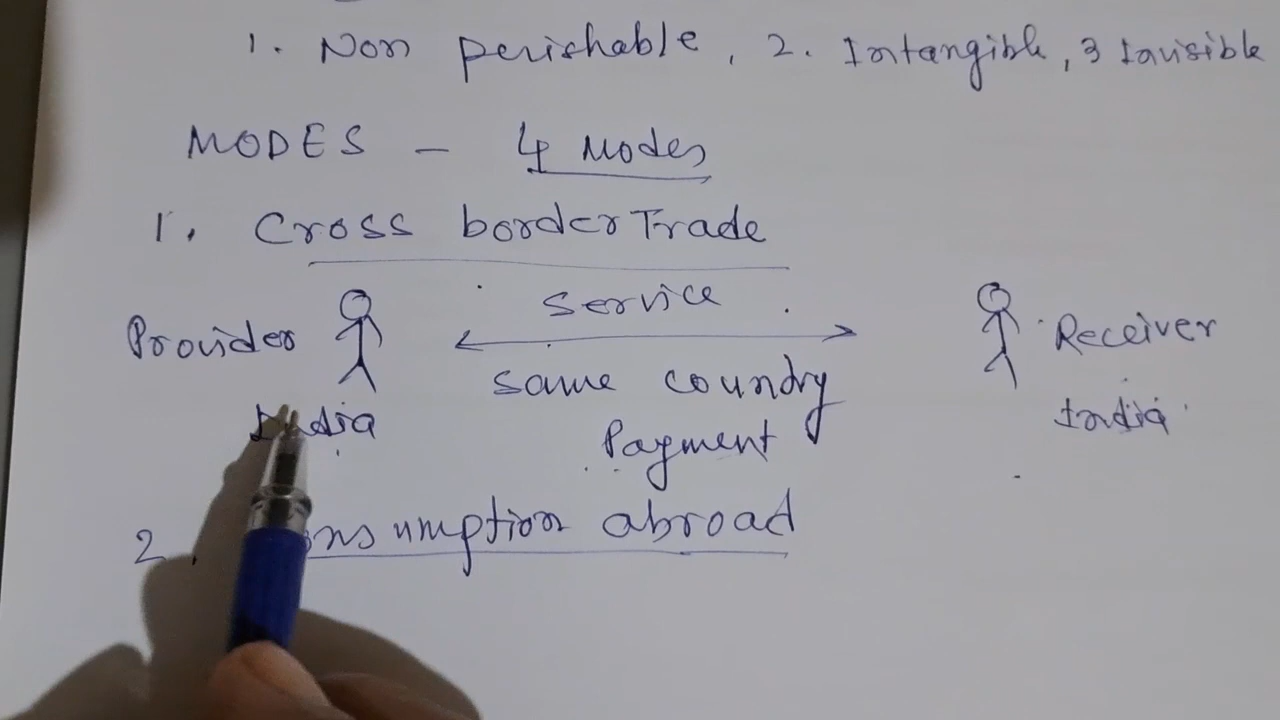 1. Non perishable, 2. Intangible, 3 Invisible
MODES - 4 Modes
1. Cross border Trade
Service
Provider
Receiver
same country
India
India
Payment
2. Consumption abroad